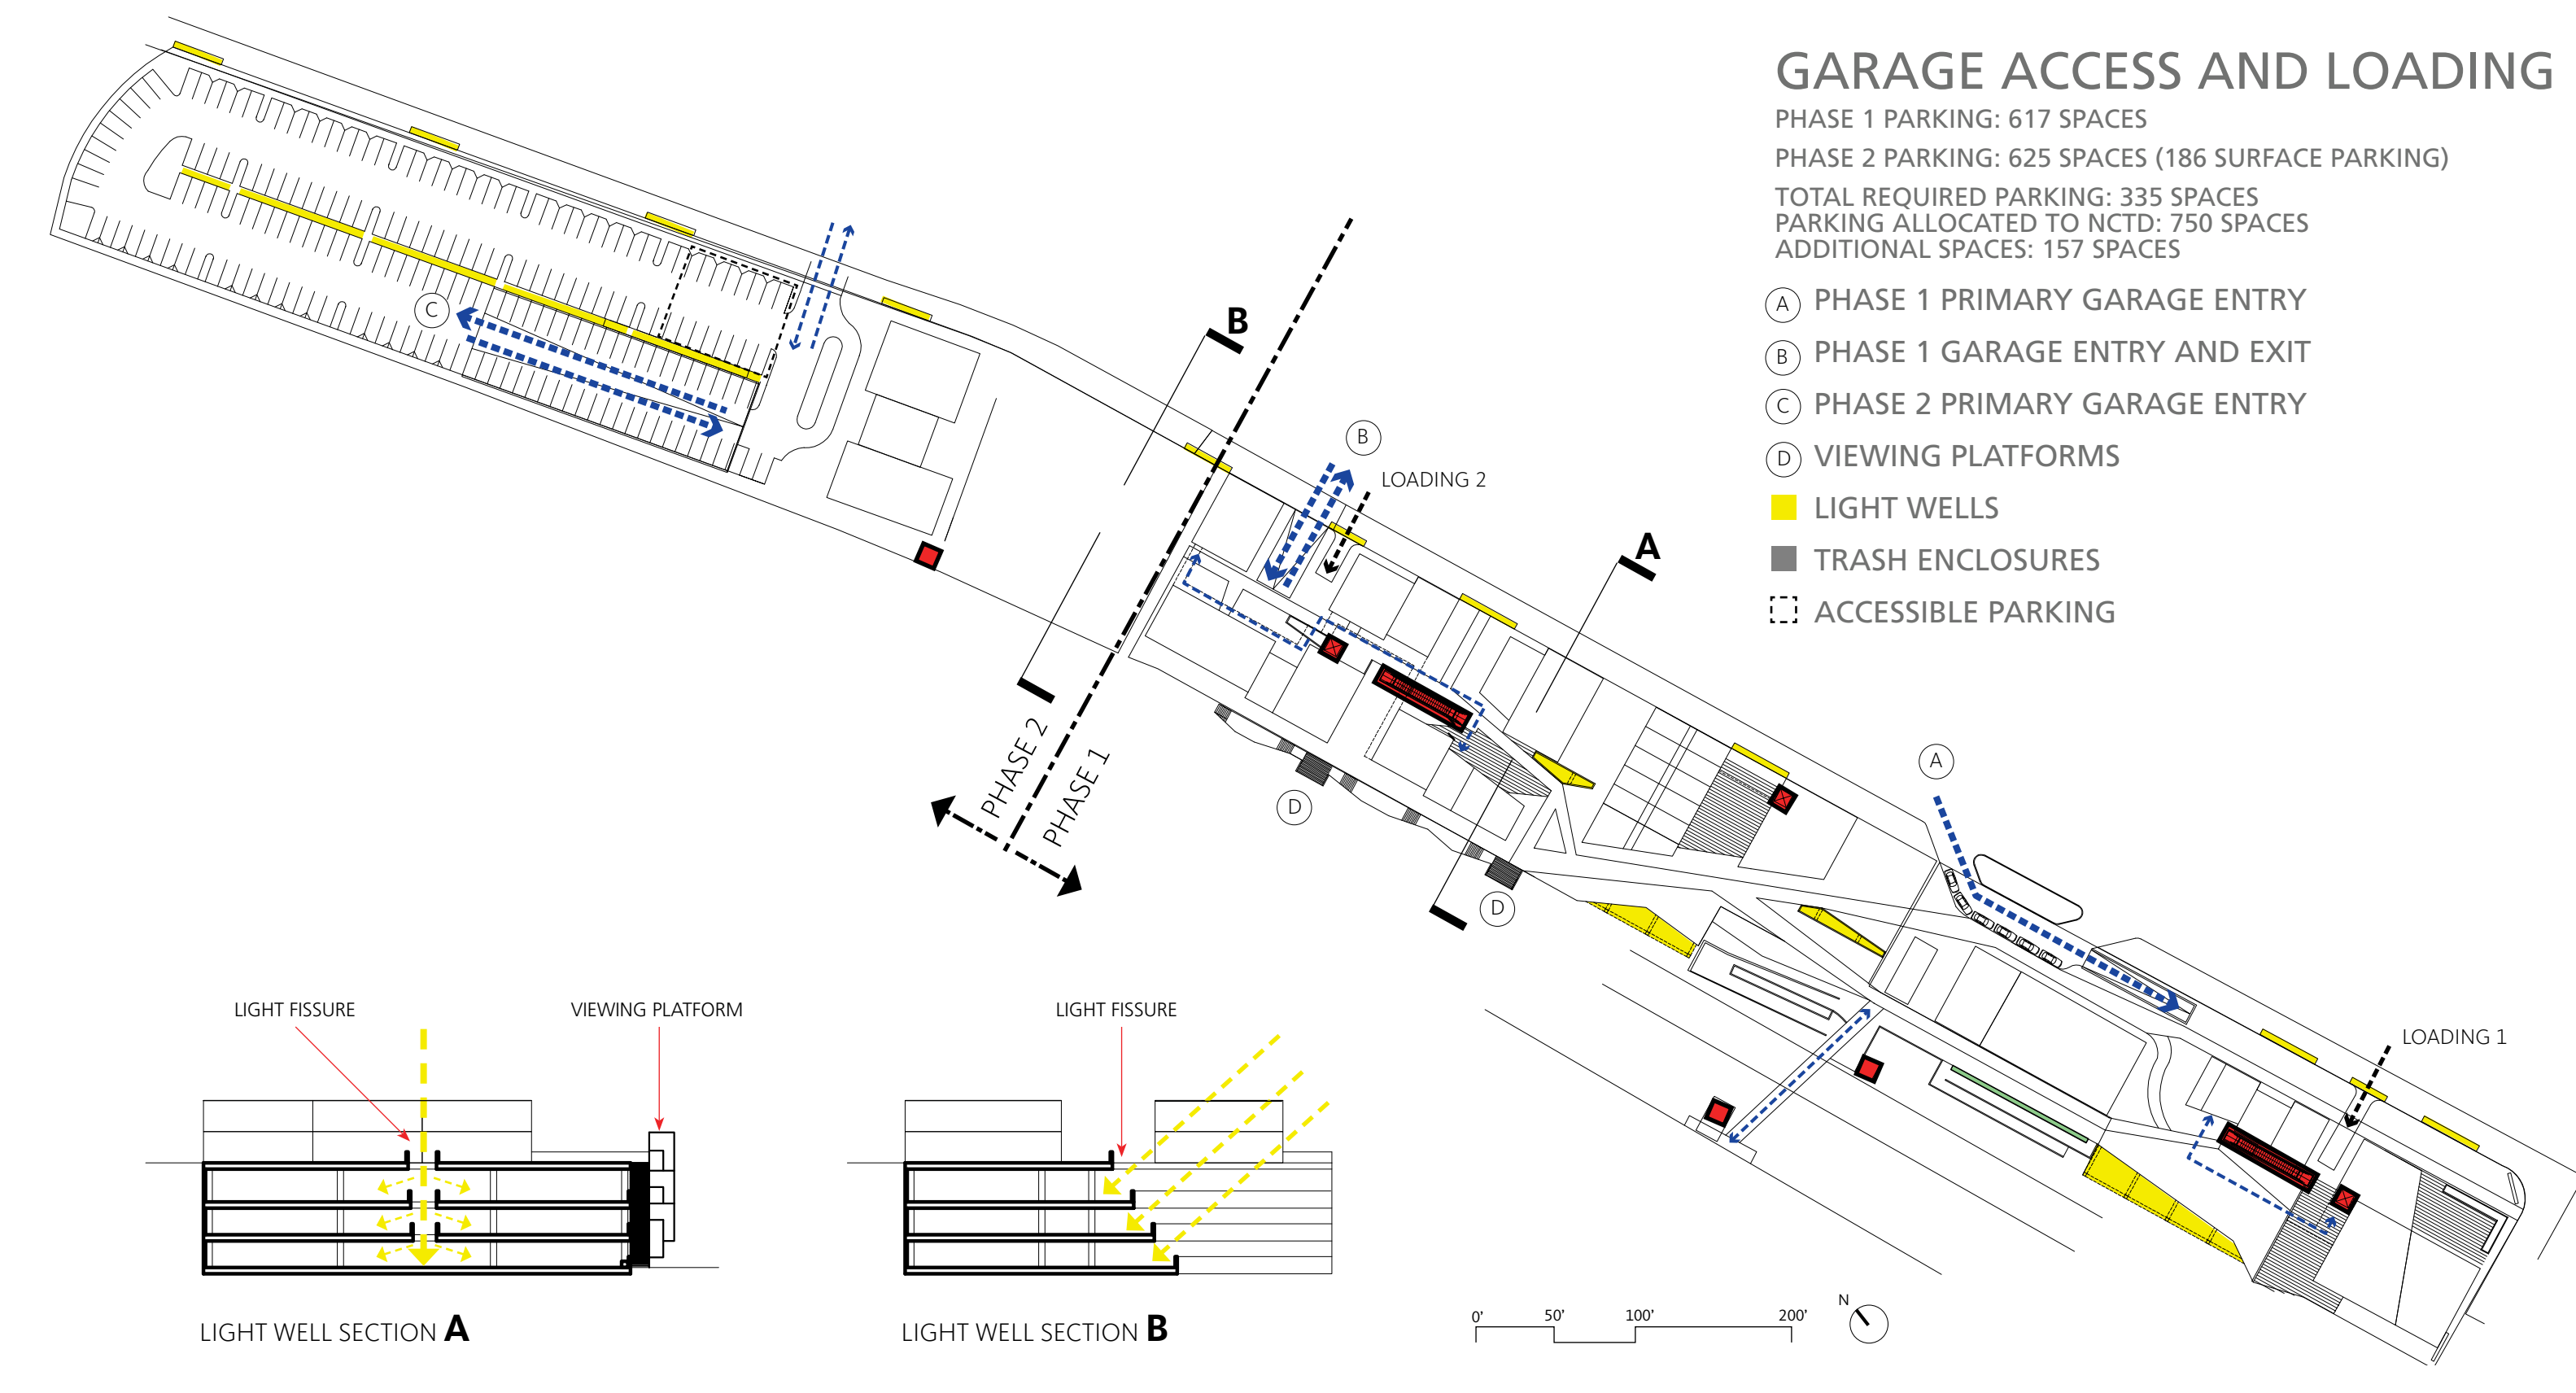 GARAGE ACCESS AND LOADING
PHASE 1 PARKING: 617 SPACES
PHASE 2 PARKING: 625 SPACES (186 SURFACE PARKING)
TOTAL REQUIRED PARKING: 335 SPACES
PARKING ALLOCATED TO NCTD: 750 SPACES
ADDITIONAL SPACES: 157 SPACES
A PHASE 1 PRIMARY GARAGE ENTRY
B PHASE 1 GARAGE ENTRY AND EXIT
C PHASE 2 PRIMARY GARAGE ENTRY
D VIEWING PLATFORMS
LIGHT WELLS
TRASH ENCLOSURES
ACCESSIBLE PARKING
C
B
B
LOADING 2
A
PHASE 2
PHASE 1
D
D
A
LOADING 1
LIGHT FISSURE
VIEWING PLATFORM
LIGHT FISSURE
LIGHT WELL SECTION A
LIGHT WELL SECTION B
0' 50' 100' 200'
N